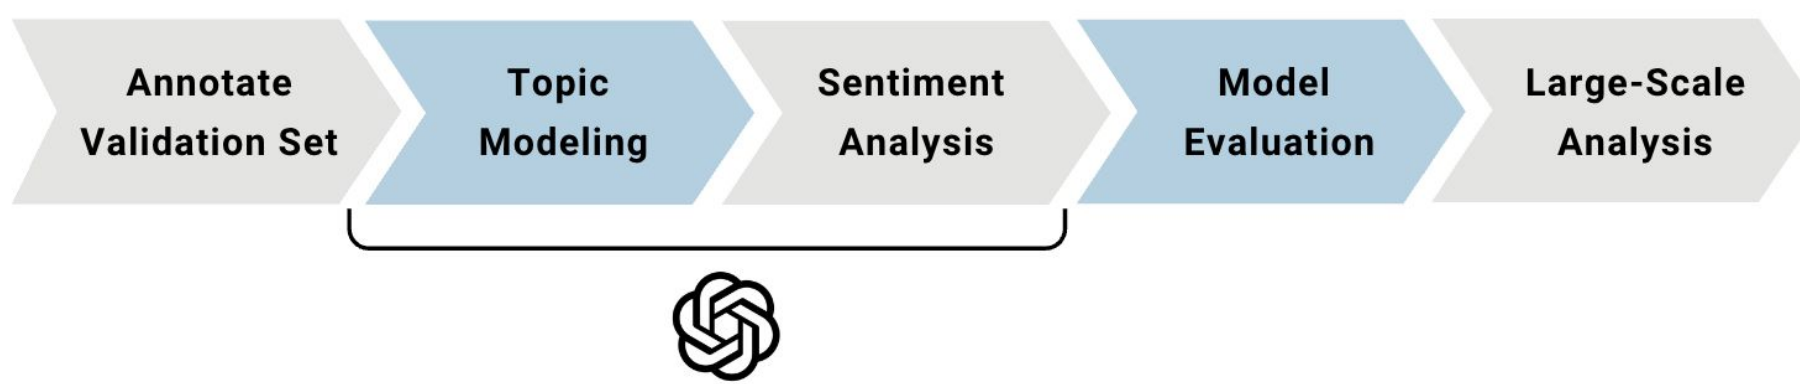 Annotate
Validation Set
Topic
Modeling
Sentiment
Analysis
Model
Evaluation
Large-Scale
Analysis